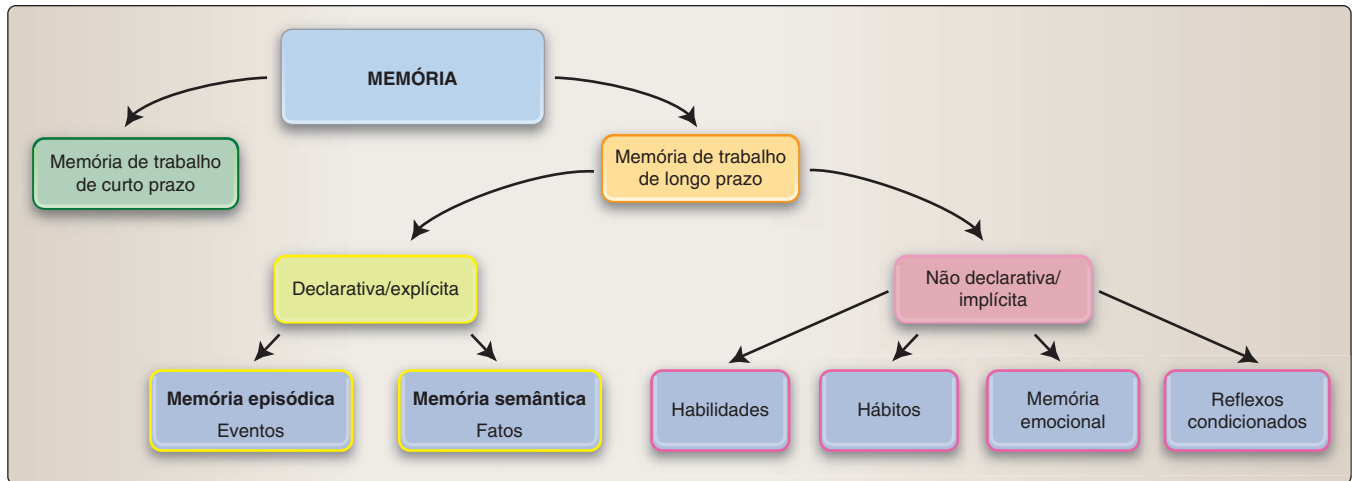 MEMÓRIA
Memória de trabalho
de curto prazo
Memória de trabalho
de longo prazo
Declarativa/explícita
Não declarativa/
implícita
Memória episódica
Eventos
Memória semântica
Fatos
Habilidades
Hábitos
Memória
emocional
Reflexos
condicionados